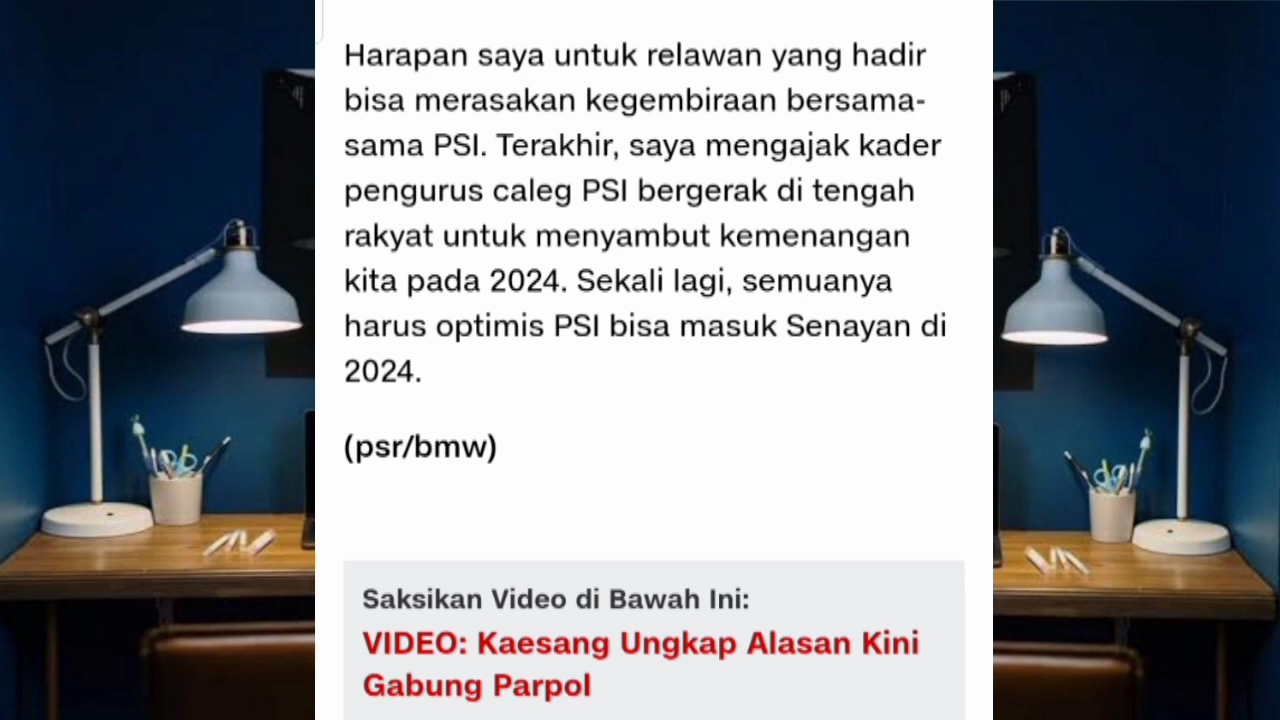 Harapan saya untuk relawan yang hadir
bisa merasakan kegembiraan bersama-
sama PSI. Terakhir, saya mengajak kader
pengurus caleg PSI bergerak di tengah
rakyat untuk menyambut kemenangan
kita pada 2024. Sekali lagi, semuanya
harus optimis PSI bisa masuk Senayan di
2024.
(psr/bmw)
Saksikan Video di Bawah Ini:
VIDEO: Kaesang Ungkap Alasan Kini
Gabung Parpol